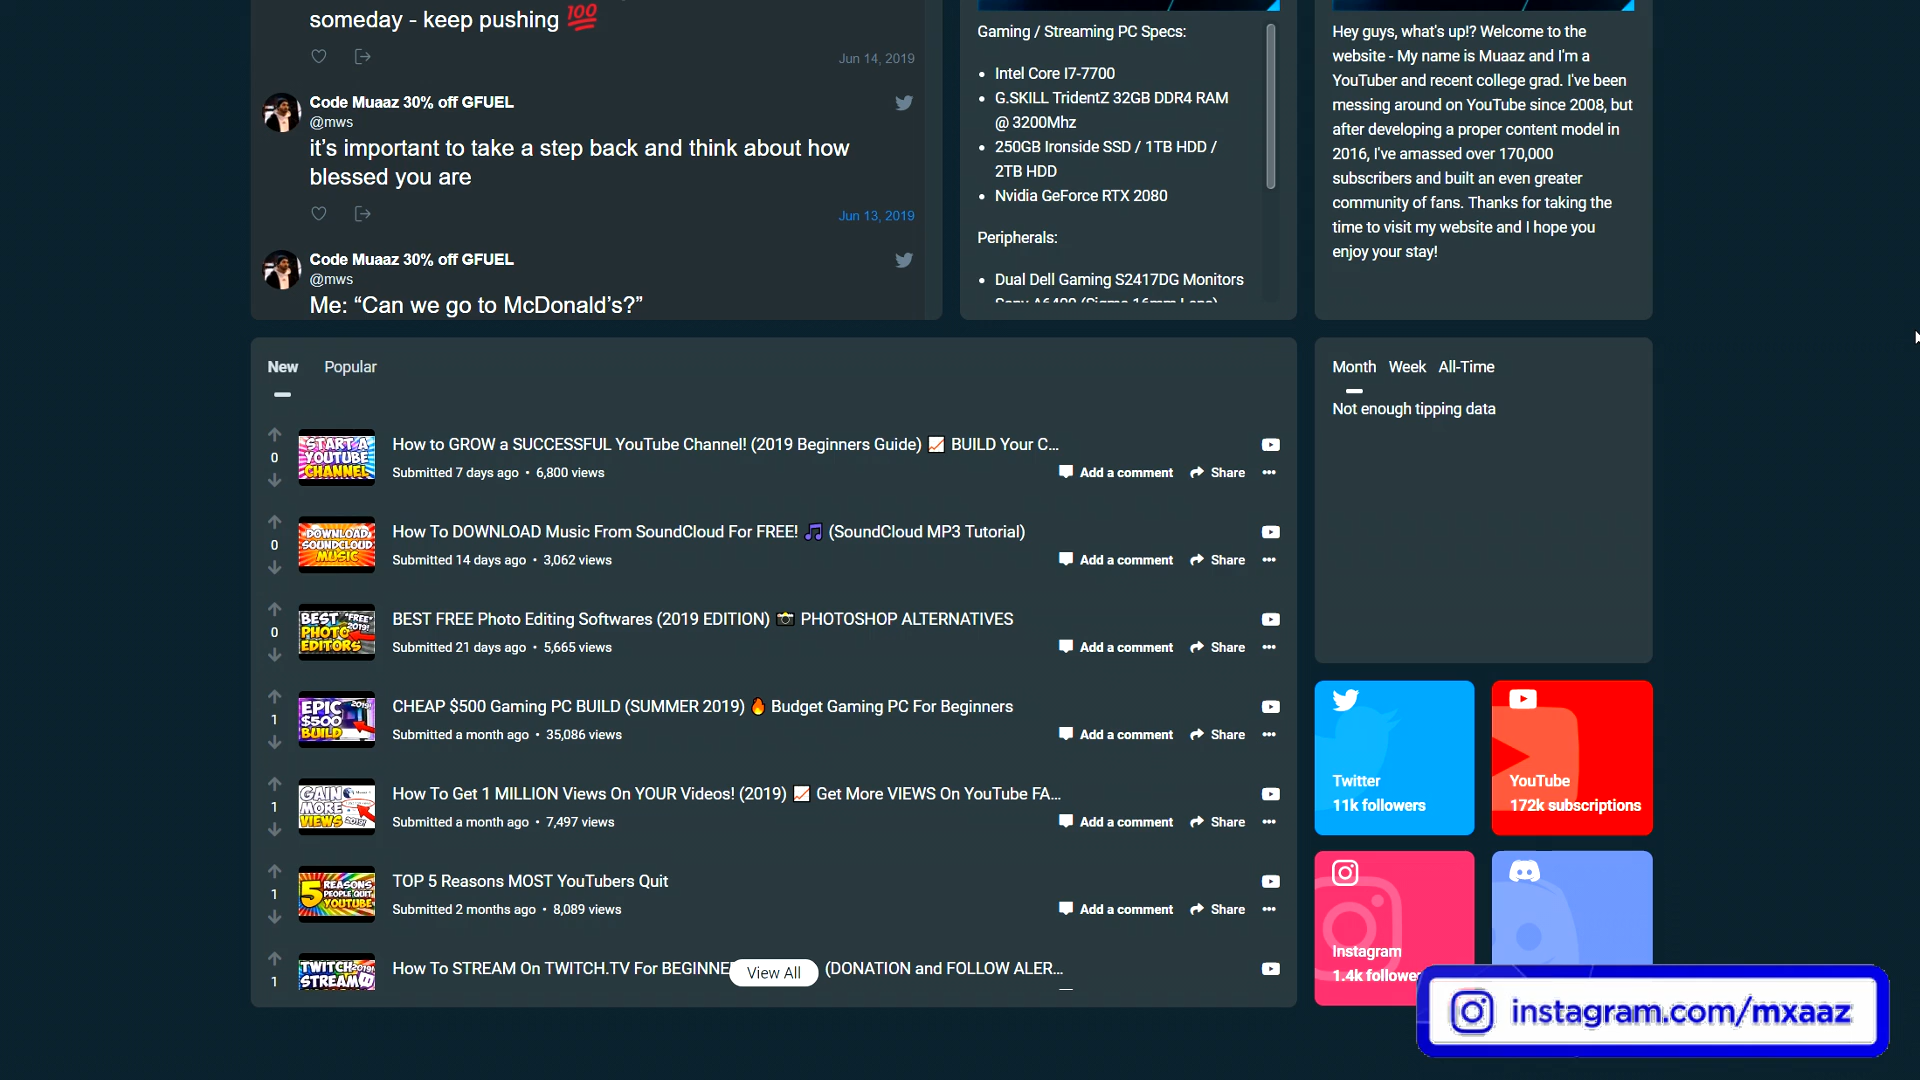 someday - keep pushing 💯
Jun 14, 2019
Code Muaaz 30% off GFUEL
@mws
it's important to take a step back and think about how
blessed you are
Jun 13, 2019
Code Muaaz 30% off GFUEL
@mws
Me: “Can we go to McDonald’s?”
Gaming / Streaming PC Specs:
• Intel Core I7-7700
• G.SKILL TridentZ 32GB DDR4 RAM
@ 3200Mhz
• 250GB Ironside SSD / 1TB HDD /
2TB HDD
• Nvidia GeForce RTX 2080
Peripherals:
• Dual Dell Gaming S2417DG Monitors
Sony A6400 (Sigma 16mm Lens)
Hey guys, what's up!? Welcome to the
website - My name is Muaaz and I'm a
YouTuber and recent college grad. I've been
messing around on YouTube since 2008, but
after developing a proper content model in
2016, I've amassed over 170,000
subscribers and built an even greater
community of fans. Thanks for taking the
time to visit my website and I hope you
enjoy your stay!
New Popular
0
START A
YOUTUBE
CHANNEL
How to GROW a SUCCESSFUL YouTube Channel! (2019 Beginners Guide) 📈 BUILD Your C...
Submitted 7 days ago • 6,800 views
Add a comment Share •••
0
DOWNLOAD
SOUNDCLOUD
MUSIC
How To DOWNLOAD Music From SoundCloud For FREE! 🎵 (SoundCloud MP3 Tutorial)
Submitted 14 days ago • 3,062 views
Add a comment Share •••
0
BEST "FREE"
2019!
PHOTO
EDITORS
BEST FREE Photo Editing Softwares (2019 EDITION) 📸 PHOTOSHOP ALTERNATIVES
Submitted 21 days ago • 5,665 views
Add a comment Share •••
1
EPIC 2019!
$500
BUILD
CHEAP $500 Gaming PC BUILD (SUMMER 2019) 🔥 Budget Gaming PC For Beginners
Submitted a month ago • 35,086 views
Add a comment Share •••
1
GAIN
MORE
VIEWS 2019!
How To Get 1 MILLION Views On YOUR Videos! (2019) 📈 Get More VIEWS On YouTube FA...
Submitted a month ago • 7,497 views
Add a comment Share •••
1
5 REASONS
PEOPLE QUIT
YOUTUBE
TOP 5 Reasons MOST YouTubers Quit
Submitted 2 months ago • 8,089 views
Add a comment Share •••
1
TWITCH 2019!
STREAM
How To STREAM On TWITCH.TV For BEGINNE
View All
(DONATION and FOLLOW ALER...
Month Week All-Time
Not enough tipping data
Twitter
11k followers
YouTube
172k subscriptions
Instagram
1.4k follower
instagram.com/mxaaz